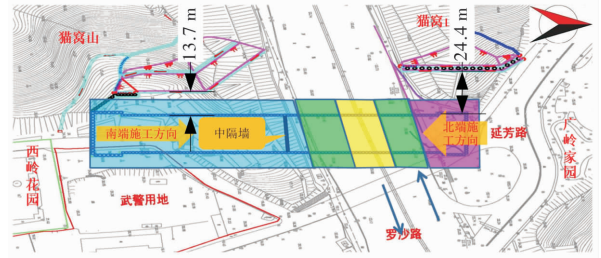 猫窝山
13.7 m
猫窝山
24.4 m
南端施工方向
中隔墙
北端施
工方向
延芳路
广岭家园
西岭花园
武警用地
罗沙路